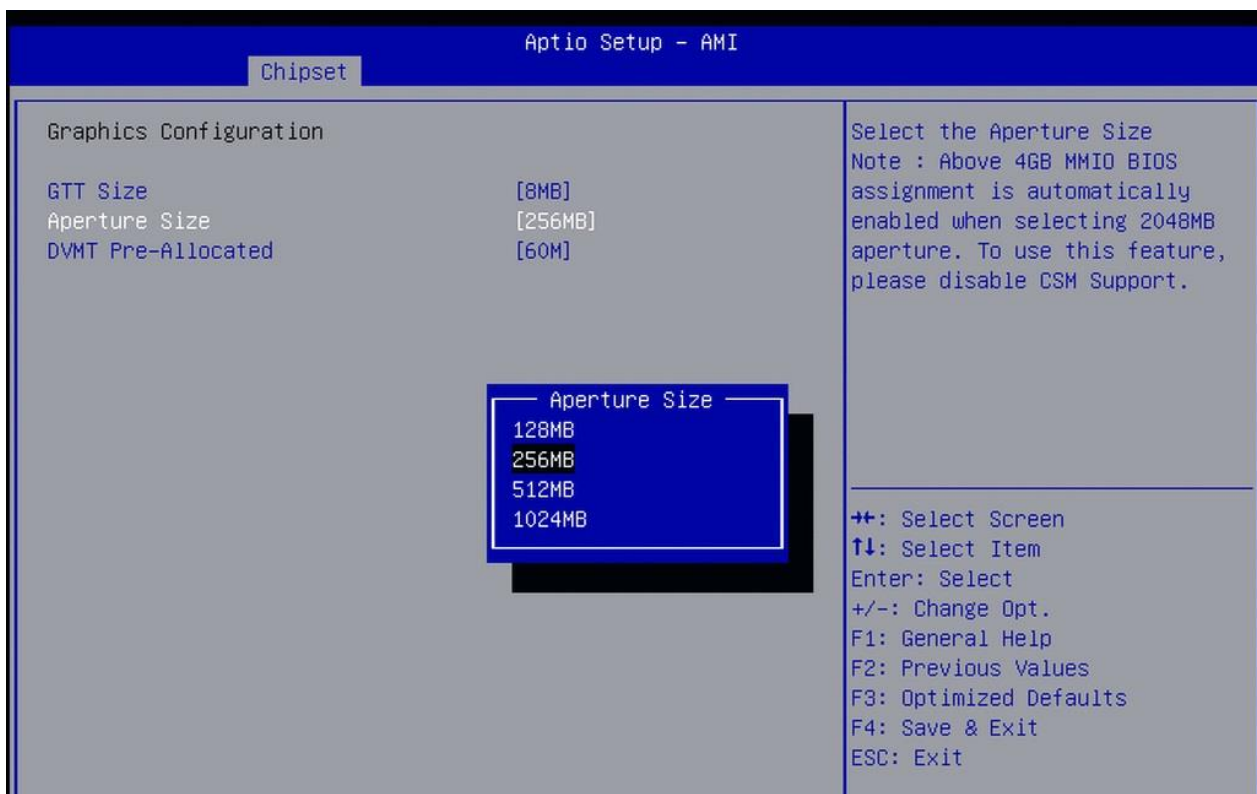 Aptio Setup – AMI
Chipset
Graphics Configuration
GTT Size [8MB]
Aperture Size [256MB]
DVMT Pre-Allocated [60M]
Aperture Size
128MB
256MB
512MB
1024MB
Select the Aperture Size
Note : Above 4GB MMIO BIOS
assignment is automatically
enabled when selecting 2048MB
aperture. To use this feature,
please disable CSM Support.
→←: Select Screen
↑↓: Select Item
Enter: Select
+/-: Change Opt.
F1: General Help
F2: Previous Values
F3: Optimized Defaults
F4: Save & Exit
ESC: Exit